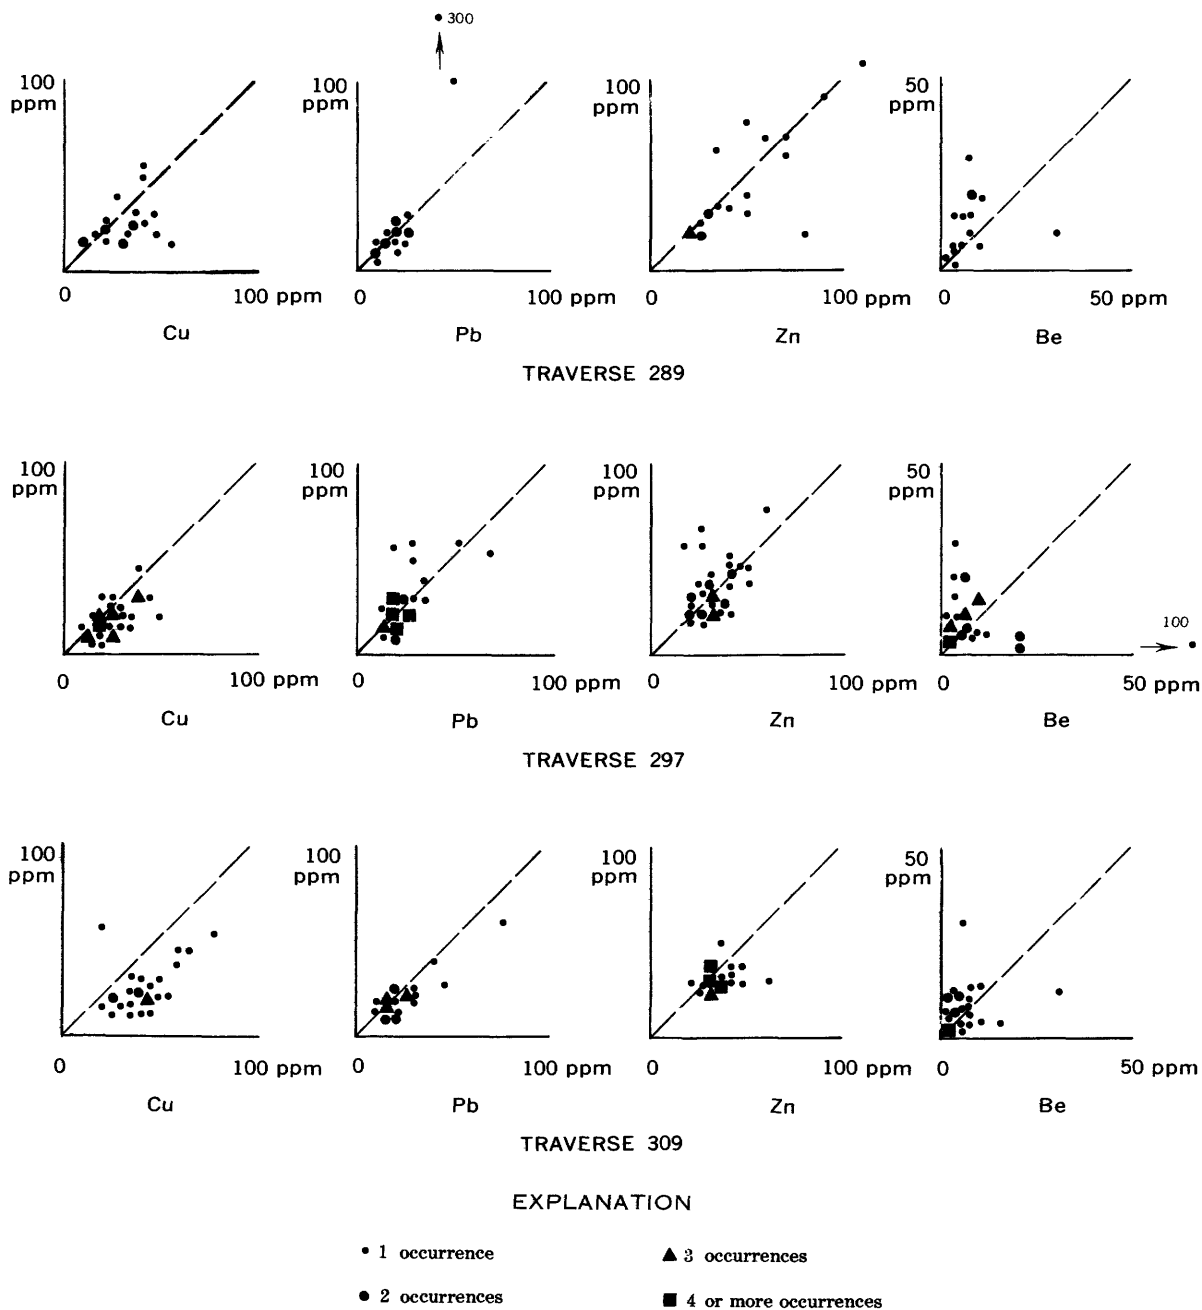 300
100 ppm 100 ppm 100 ppm 50 ppm
0 100 ppm 0 100 ppm 0 100 ppm 0 50 ppm
Cu Pb Zn Be
TRAVERSE 289
100 ppm 100 ppm 100 ppm 50 ppm
100
0 100 ppm 0 100 ppm 0 100 ppm 0 50 ppm
Cu Pb Zn Be
TRAVERSE 297
100 ppm 100 ppm 100 ppm 50 ppm
0 100 ppm 0 100 ppm 0 100 ppm 0 50 ppm
Cu Pb Zn Be
TRAVERSE 309
EXPLANATION
1 occurrence
3 occurrences
2 occurrences
4 or more occurrences